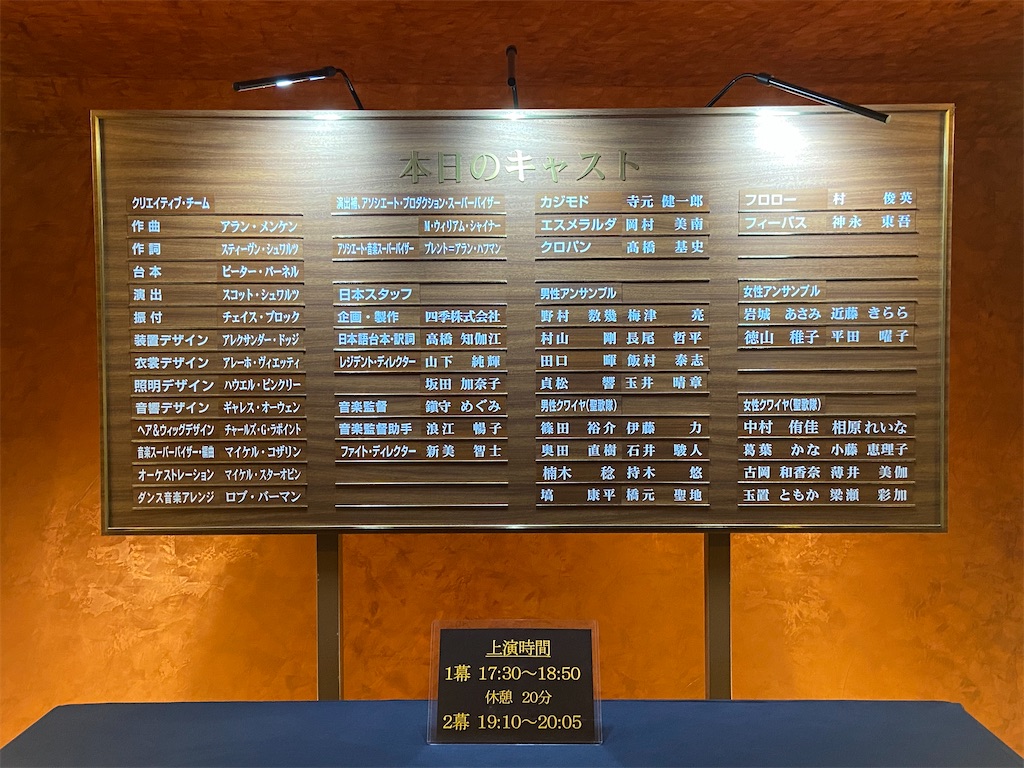 本日のキャスト
クリエイティブ・チーム
作曲 アラン・メンケン
作詞 スティーヴン・シュワルツ
台本 ピーター・パーネル
演出 スコット・シュワルツ
振付 チェイス・ブロック
装置デザイン アレクサンダー・ドッジ
衣裳デザイン アレーホ・ヴィエッティ
照明デザイン ハウエル・ビンクリー
音響デザイン ギャレス・オーウェン
ヘア&ウィッグデザイン チャールズ・G・ラポイント
音楽スーパーバイザー・編曲 マイケル・コザリン
オーケストレーション マイケル・スターオビン
ダンス音楽アレンジ ロブ・バーマン
演出補、アソシエート・プロダクション・スーパーバイザー
M・ウィリアム・シャイナー
アソシエート・音楽スーパーバイザー ブレント=アラン・ハフマン
日本スタッフ
企画・製作 四季株式会社
日本語台本・訳詞 高橋 知伽江
レジデント・ディレクター 山下 純輝
坂田 加奈子
音楽監督 鎮守 めぐみ
音楽監督助手 浪江 暢子
ファイト・ディレクター 新美 智士
カジモド 寺元 健一郎
エスメラルダ 岡村 美南
クロパン 髙橋 基史
男性アンサンブル
野村 数幾 梅津 亮
村山 剛 長尾 哲平
田口 暉 飯村 泰志
貞松 響 玉井 晴章
男性クワイヤ(聖歌隊)
篠田 裕介 伊藤 力
奥田 直樹 石井 駿人
楠木 稔 持木 悠
塙 康平 橋元 聖地
フロロー 村 俊英
フィーバス 神永 東吾
女性アンサンブル
岩城 あさみ 近藤 きらら
徳山 稚子 平田 曜子
女性クワイヤ(聖歌隊)
中村 侑佳 相原 れいな
葛葉 かな 小藤 恵理子
古岡 和香奈 薄井 美伽
玉置 ともか 梁瀬 彩加
上演時間
1幕 17:30〜18:50
休憩 20分
2幕 19:10〜20:05